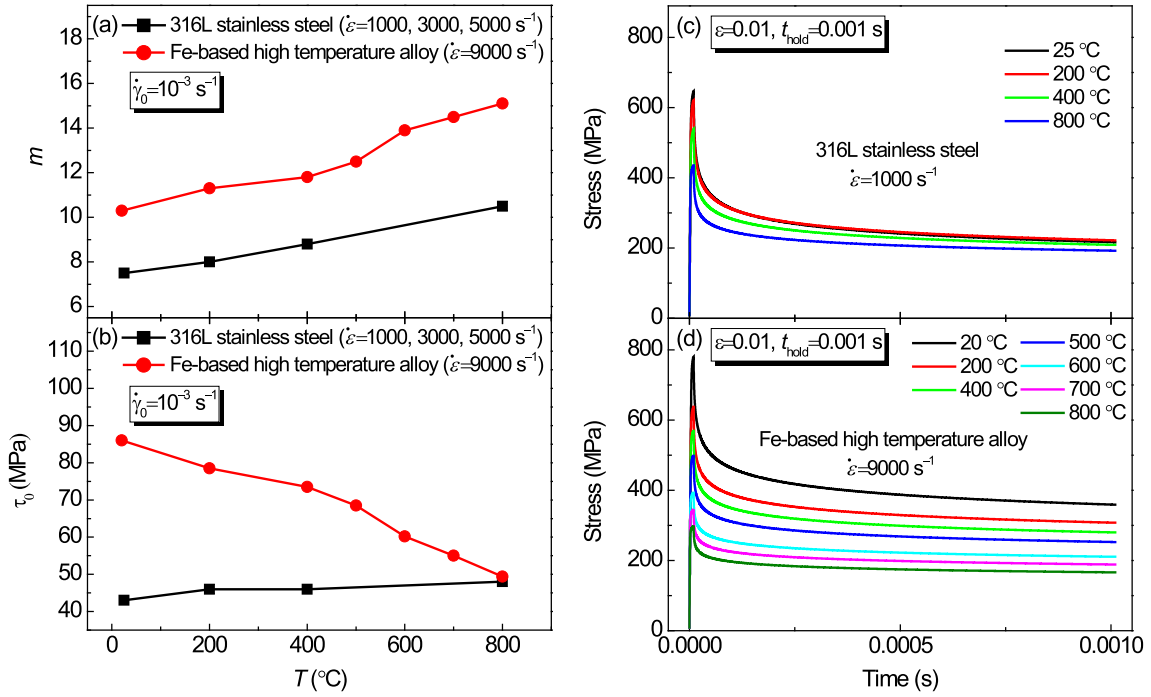 (a)
316L stainless steel (ε̇=1000, 3000, 5000 s⁻¹)
Fe-based high temperature alloy (ε̇=9000 s⁻¹)
γ̇₀=10⁻³ s⁻¹
18
16
14
12
10
8
6
m
(b)
316L stainless steel (ε̇=1000, 3000, 5000 s⁻¹)
Fe-based high temperature alloy (ε̇=9000 s⁻¹)
γ̇₀=10⁻³ s⁻¹
110
100
90
80
70
60
50
40
τ₀ (MPa)
0
200
400
600
800
T (°C)
(c)
ε=0.01, t_hold=0.001 s
25 °C
200 °C
400 °C
800 °C
316L stainless steel
ε̇=1000 s⁻¹
800
600
400
200
0
Stress (MPa)
(d)
ε=0.01, t_hold=0.001 s
20 °C
200 °C
400 °C
500 °C
600 °C
700 °C
800 °C
Fe-based high temperature alloy
ε̇=9000 s⁻¹
800
600
400
200
0
Stress (MPa)
0.0000
0.0005
0.0010
Time (s)